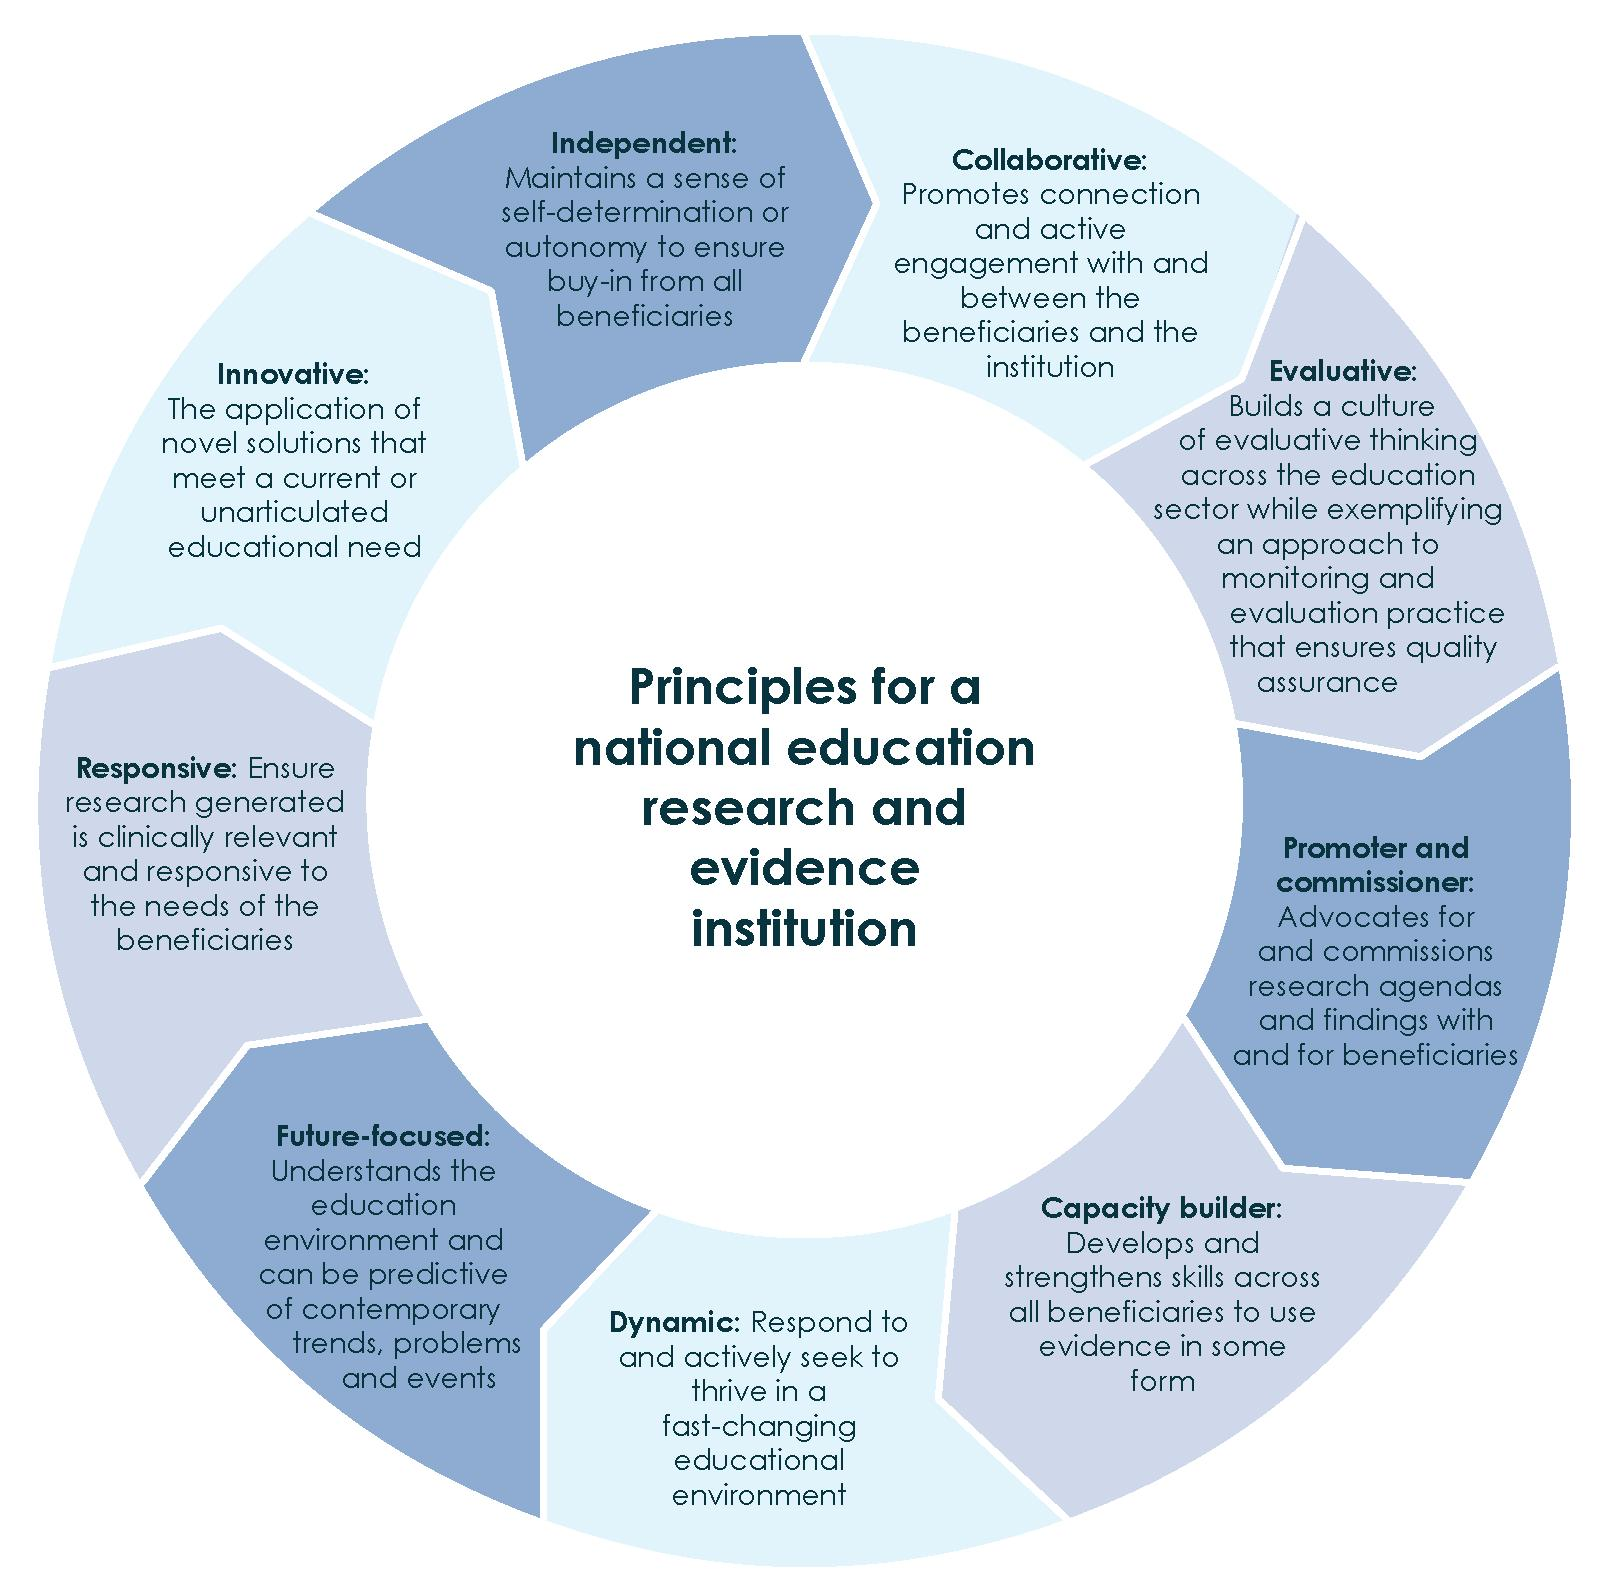 Principles for a
national education
research and
evidence
institution
Independent:
Maintains a sense of
self-determination or
autonomy to ensure
buy-in from all
beneficiaries
Collaborative:
Promotes connection
and active
engagement with and
between the
beneficiaries and the
institution
Evaluative:
Builds a culture
of evaluative thinking
across the education
sector while exemplifying
an approach to
monitoring and
evaluation practice
that ensures quality
assurance
Promoter and
commissioner:
Advocates for
and commissions
research agendas
and findings with
and for beneficiaries
Capacity builder:
Develops and
strengthens skills across
all beneficiaries to use
evidence in some
form
Dynamic: Respond to
and actively seek to
thrive in a
fast-changing
educational
environment
Future-focused:
Understands the
education
environment and
can be predictive
of contemporary
trends, problems
and events
Responsive: Ensure
research generated
is clinically relevant
and responsive to
the needs of the
beneficiaries
Innovative:
The application of
novel solutions that
meet a current or
unarticulated
educational need